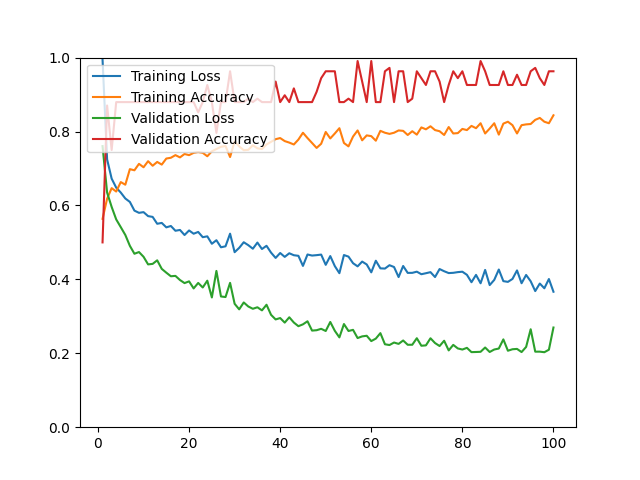 1.0
0.8
0.6
0.4
0.2
0.0
Training Loss
Training Accuracy
Validation Loss
Validation Accuracy
0 20 40 60 80 100